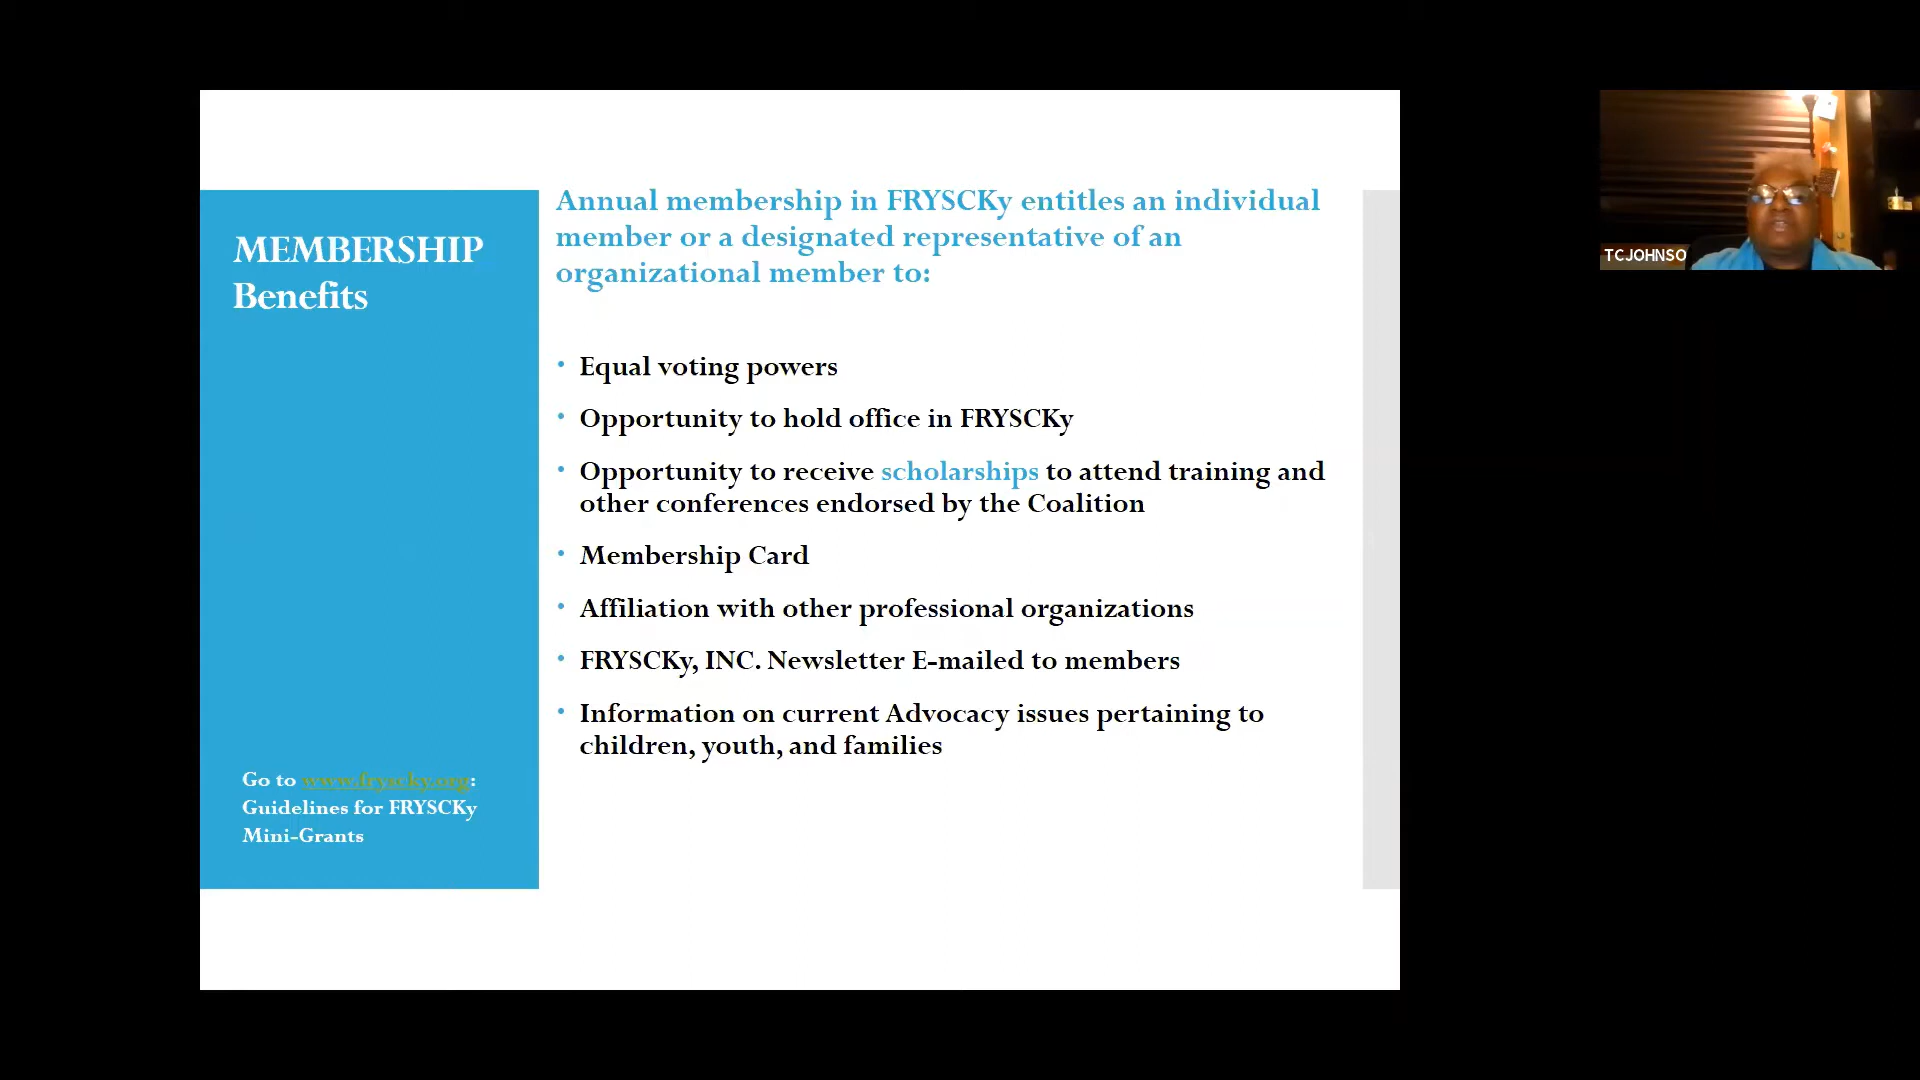 MEMBERSHIP
Benefits
Go to www.fryscky.org:
Guidelines for FRYSCKy
Mini-Grants
Annual membership in FRYSCKy entitles an individual
member or a designated representative of an
organizational member to:
• Equal voting powers
• Opportunity to hold office in FRYSCKy
• Opportunity to receive scholarships to attend training and
other conferences endorsed by the Coalition
• Membership Card
• Affiliation with other professional organizations
• FRYSCKy, INC. Newsletter E-mailed to members
• Information on current Advocacy issues pertaining to
children, youth, and families
TCJOHNSO